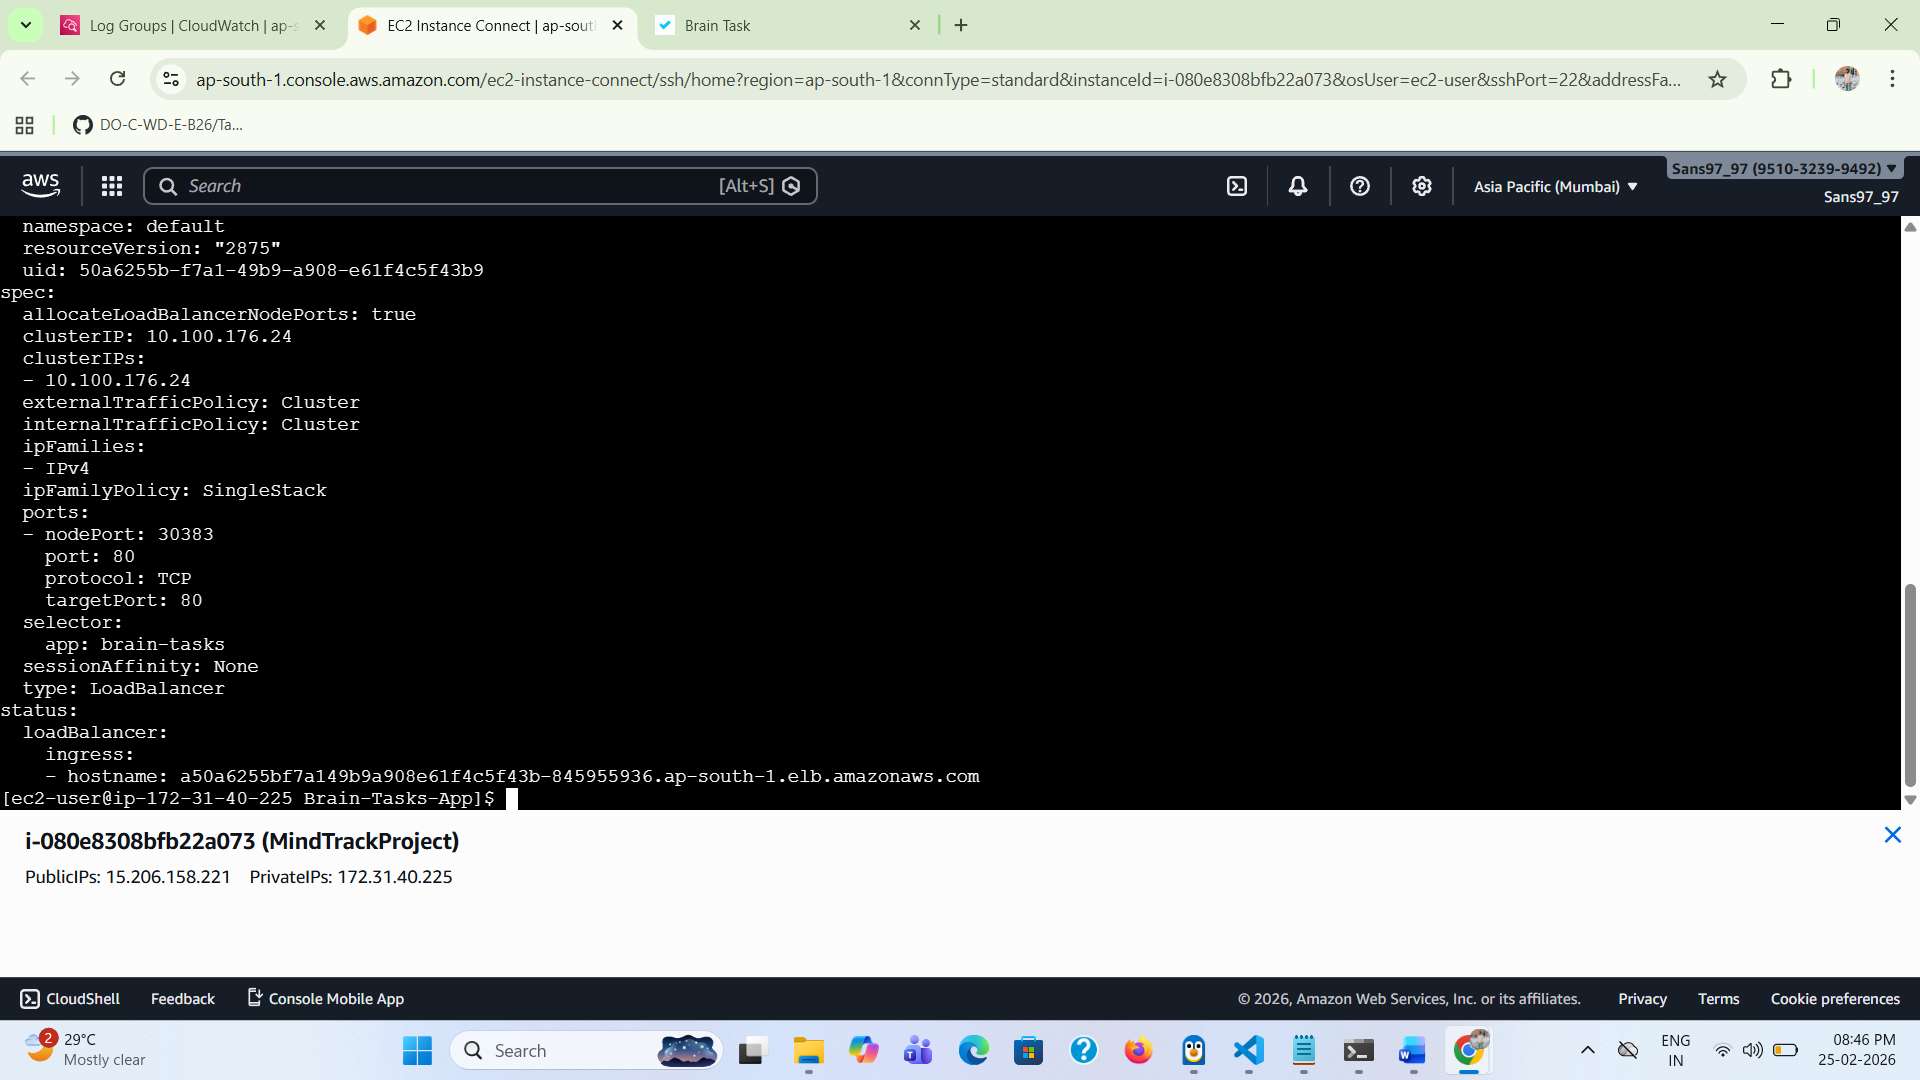 Log Groups | CloudWatch | ap-s
EC2 Instance Connect | ap-sout
Brain Task
ap-south-1.console.aws.amazon.com/ec2-instance-connect/ssh/home?region=ap-south-1&connType=standard&instanceId=i-080e8308bfb22a073&osUser=ec2-user&sshPort=22&addressFa...
DO-C-WD-E-B26/Ta...
aws
Search
[Alt+S]
Asia Pacific (Mumbai)
Sans97_97 (9510-3239-9492)
Sans97_97
namespace: default
resourceVersion: "2875"
uid: 50a6255b-f7a1-49b9-a908-e61f4c5f43b9
spec:
allocateLoadBalancerNodePorts: true
clusterIP: 10.100.176.24
clusterIPs:
- 10.100.176.24
externalTrafficPolicy: Cluster
internalTrafficPolicy: Cluster
ipFamilies:
- IPv4
ipFamilyPolicy: SingleStack
ports:
- nodePort: 30383
port: 80
protocol: TCP
targetPort: 80
selector:
app: brain-tasks
sessionAffinity: None
type: LoadBalancer
status:
loadBalancer:
ingress:
- hostname: a50a6255bf7a149b9a908e61f4c5f43b-845955936.ap-south-1.elb.amazonaws.com
[ec2-user@ip-172-31-40-225 Brain-Tasks-App]$
i-080e8308bfb22a073 (MindTrackProject)
PublicIPs: 15.206.158.221 PrivateIPs: 172.31.40.225
CloudShell
Feedback
Console Mobile App
© 2026, Amazon Web Services, Inc. or its affiliates.
Privacy
Terms
Cookie preferences
2
29°C
Mostly clear
Search
ENG
IN
08:46 PM
25-02-2026